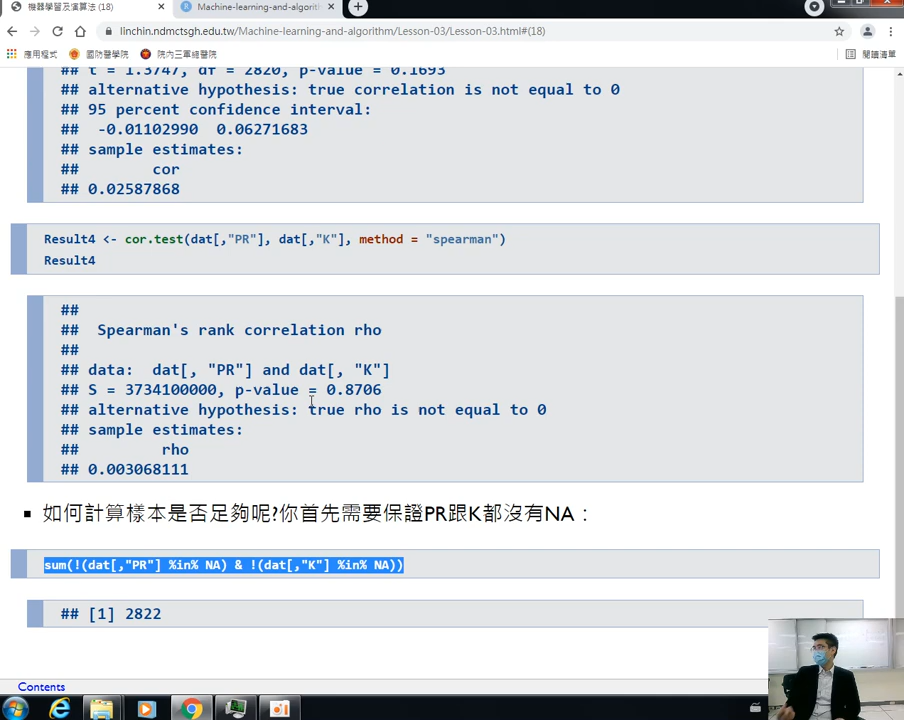 機器學習及演算法 (18)
Machine-learning-and-algorith
linchin.ndmctsgh.edu.tw/Machine-learning-and-algorithm/Lesson-03/Lesson-03.html#(18)
應用程式 國防醫學院 院內三軍總醫院 閱讀清單
## t = 1.3747, df = 2820, p-value = 0.1693
## alternative hypothesis: true correlation is not equal to 0
## 95 percent confidence interval:
## -0.01102990 0.06271683
## sample estimates:
## cor
## 0.02587868
Result4 <- cor.test(dat[,"PR"], dat[,"K"], method = "spearman")
Result4
##
## Spearman's rank correlation rho
##
## data: dat[, "PR"] and dat[, "K"]
## S = 3734100000, p-value = 0.8706
## alternative hypothesis: true rho is not equal to 0
## sample estimates:
## rho
## 0.003068111
▪ 如何計算樣本是否足夠呢?你首先需要保證PR跟K都沒有NA：
sum(!(dat[,"PR"] %in% NA) & !(dat[,"K"] %in% NA))
## [1] 2822
Contents